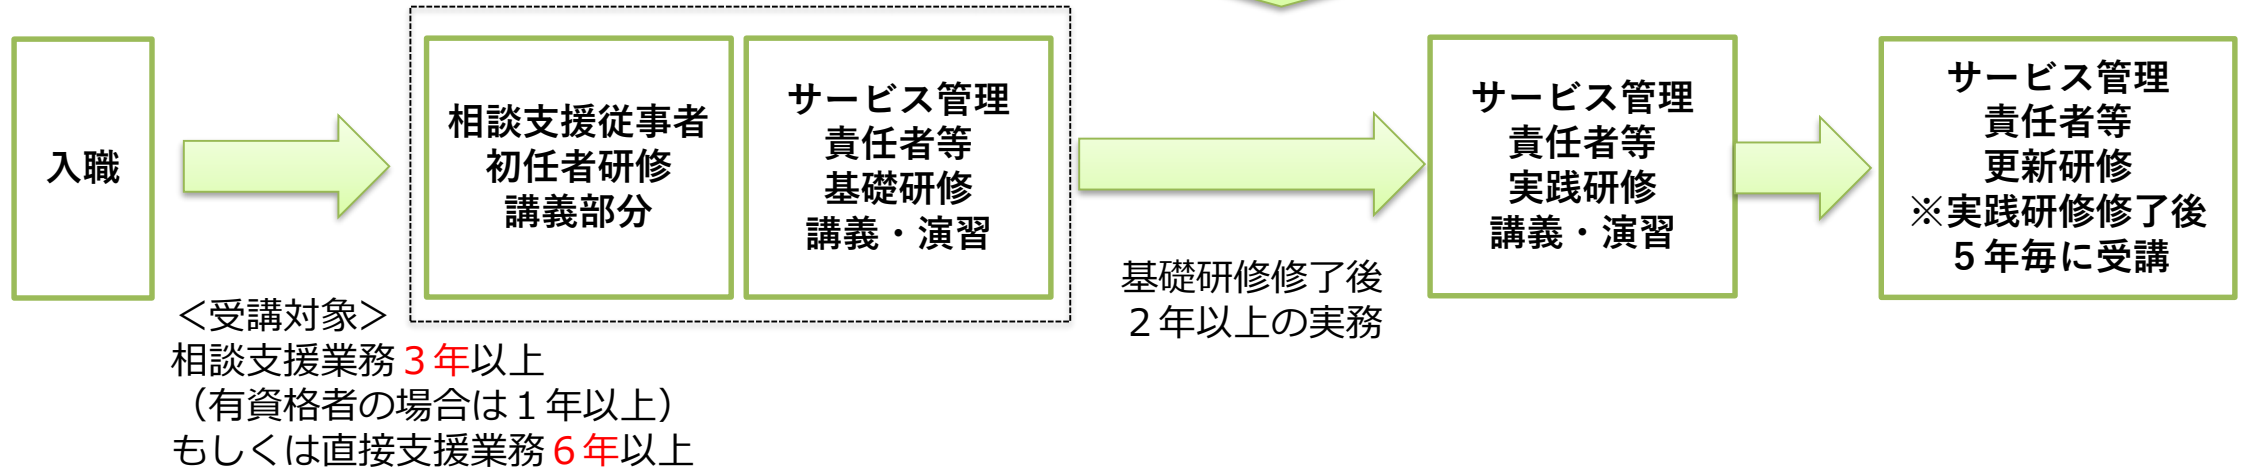 入職
＜受講対象＞
相談支援業務３年以上
（有資格者の場合は１年以上）
もしくは直接支援業務６年以上
相談支援従事者
初任者研修
講義部分
サービス管理
責任者等
基礎研修
講義・演習
基礎研修修了後
２年以上の実務
サービス管理
責任者等
実践研修
講義・演習
サービス管理
責任者等
更新研修
※実践研修修了後
５年毎に受講